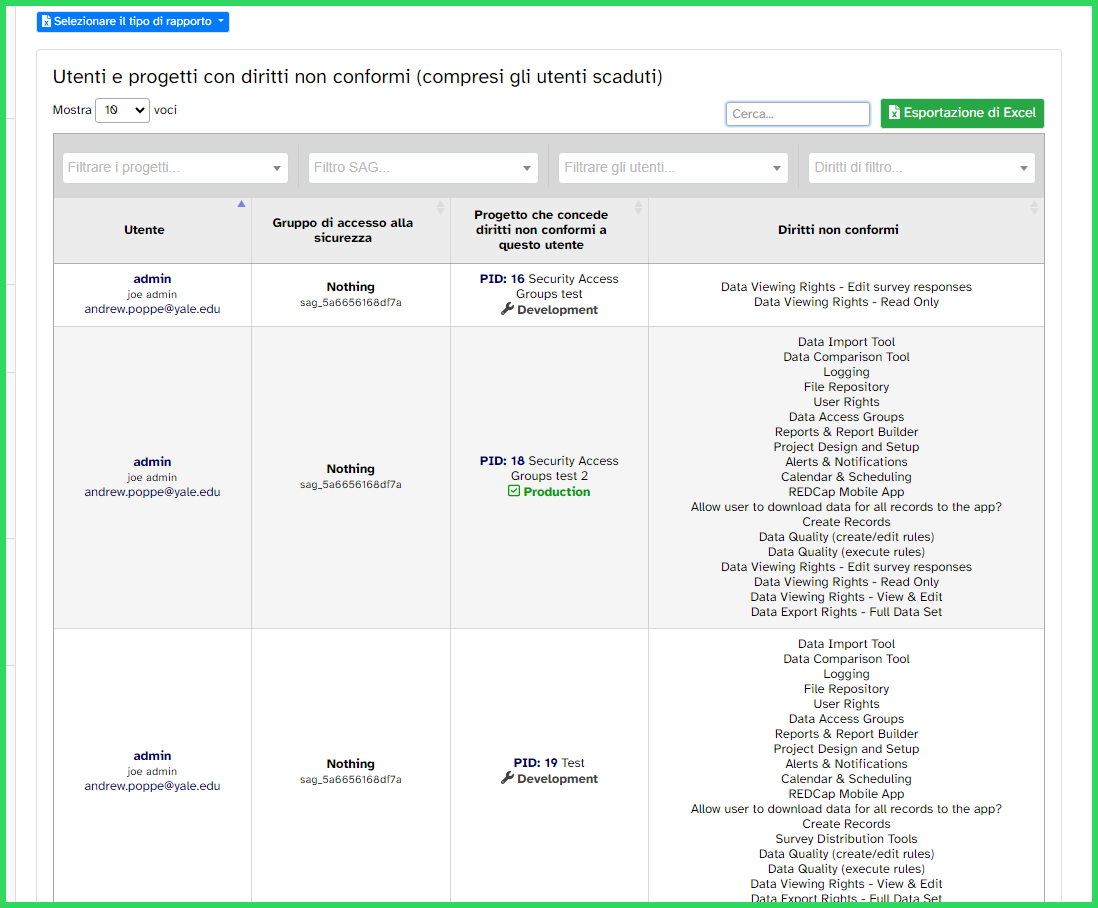 Selezionare il tipo di rapporto
Utenti e progetti con diritti non conformi (compresi gli utenti scaduti)
Mostra 10 voci
Cerca...
Esportazione di Excel
Filtrare i progetti...
Filtro SAG...
Filtrare gli utenti...
Diritti di filtro...
Utente
Gruppo di accesso alla
sicurezza
Progetto che concede
diritti non conformi a
questo utente
Diritti non conformi
admin
joe admin
andrew.poppe@yale.edu
Nothing
sag_5a6656168df7a
PID: 16 Security Access
Groups test
Development
Data Viewing Rights - Edit survey responses
Data Viewing Rights - Read Only
admin
joe admin
andrew.poppe@yale.edu
Nothing
sag_5a6656168df7a
PID: 18 Security Access
Groups test 2
Production
Data Import Tool
Data Comparison Tool
Logging
File Repository
User Rights
Data Access Groups
Reports & Report Builder
Project Design and Setup
Alerts & Notifications
Calendar & Scheduling
REDCap Mobile App
Allow user to download data for all records to the app?
Create Records
Data Quality (create/edit rules)
Data Quality (execute rules)
Data Viewing Rights - Edit survey responses
Data Viewing Rights - Read Only
Data Viewing Rights - View & Edit
Data Export Rights - Full Data Set
admin
joe admin
andrew.poppe@yale.edu
Nothing
sag_5a6656168df7a
PID: 19 Test
Development
Data Import Tool
Data Comparison Tool
Logging
File Repository
User Rights
Data Access Groups
Reports & Report Builder
Project Design and Setup
Alerts & Notifications
Calendar & Scheduling
REDCap Mobile App
Allow user to download data for all records to the app?
Create Records
Survey Distribution Tools
Data Quality (create/edit rules)
Data Quality (execute rules)
Data Viewing Rights - View & Edit
Data Export Rights - Full Data Set